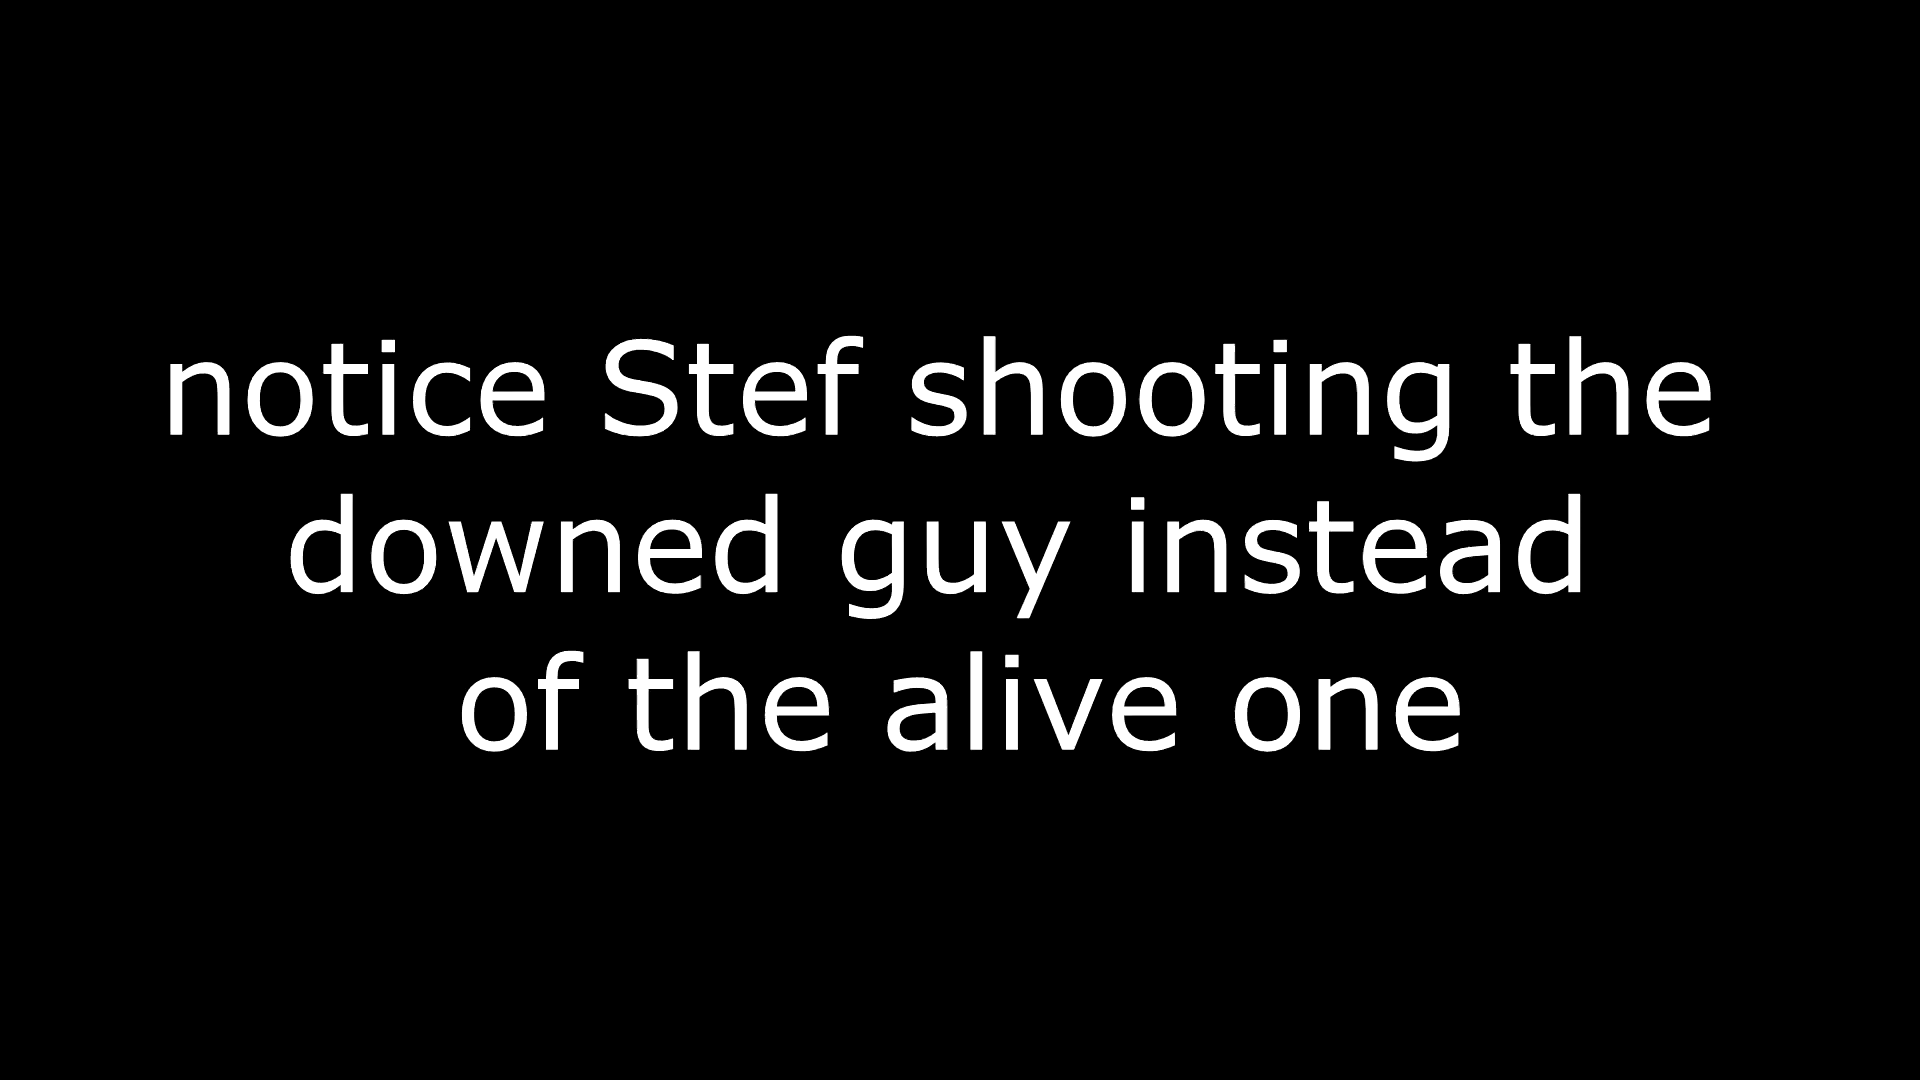 notice Stef shooting the
downed guy instead
of the alive one